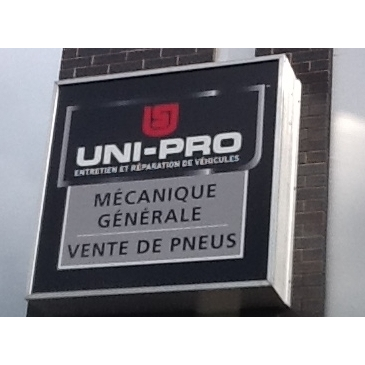 UNI-PRO
ENTRETIEN ET RÉPARATION DE VÉHICULES
MÉCANIQUE
GÉNÉRALE
VENTE DE PNEUS